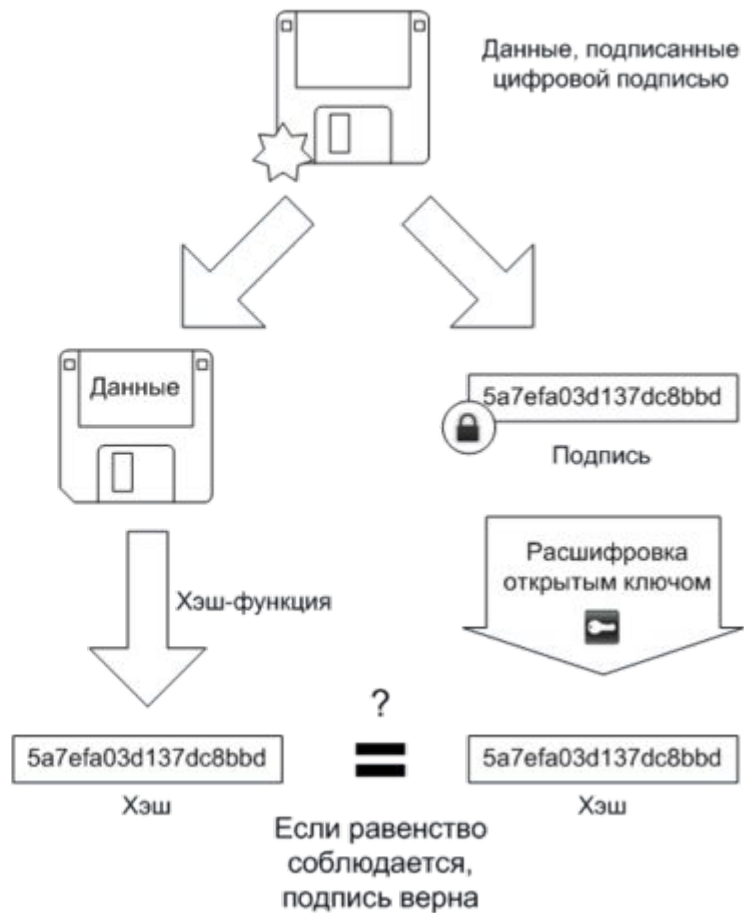 Данные, подписанные
цифровой подписью
Данные
5a7efa03d137dc8bbd
Подпись
Расшифровка
открытым ключом
Хэш-функция
?
5a7efa03d137dc8bbd
=
5a7efa03d137dc8bbd
Хэш
Хэш
Если равенство
соблюдается,
подпись верна